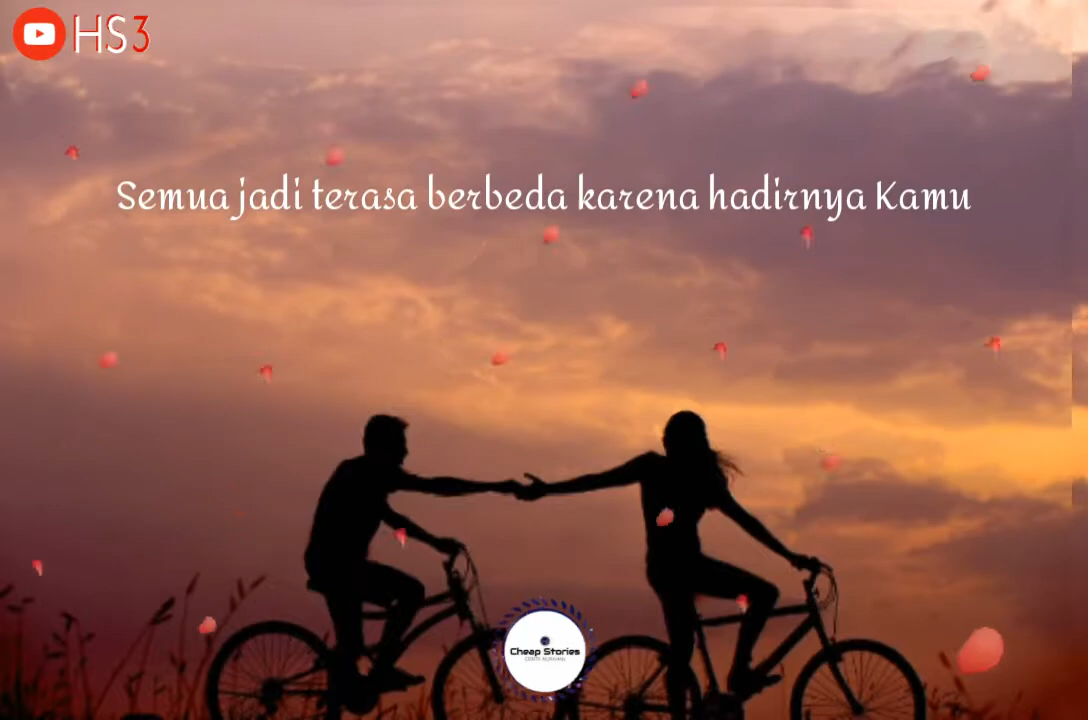 HS3
Semua jadi terasa berbeda karena hadirnya Kamu
Cheap Stories